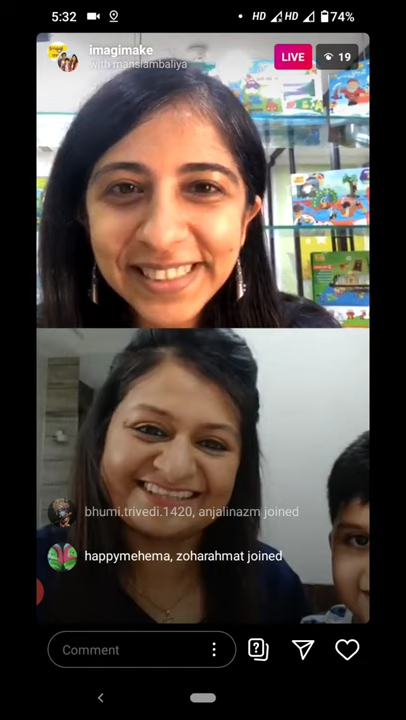 5:32
HD HD 74%
imagimake
with mansiambaliya
LIVE
19
bhumi.trivedi.1420, anjalinazm joined
happymehema, zoharahmat joined
Comment